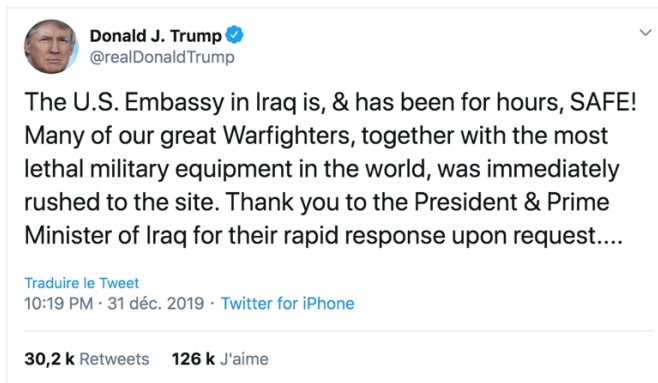 Donald J. Trump
@realDonaldTrump
The U.S. Embassy in Iraq is, & has been for hours, SAFE!
Many of our great Warfighters, together with the most
lethal military equipment in the world, was immediately
rushed to the site. Thank you to the President & Prime
Minister of Iraq for their rapid response upon request....
Traduire le Tweet
10:19 PM · 31 déc. 2019 · Twitter for iPhone
30,2 k Retweets 126 k J'aime